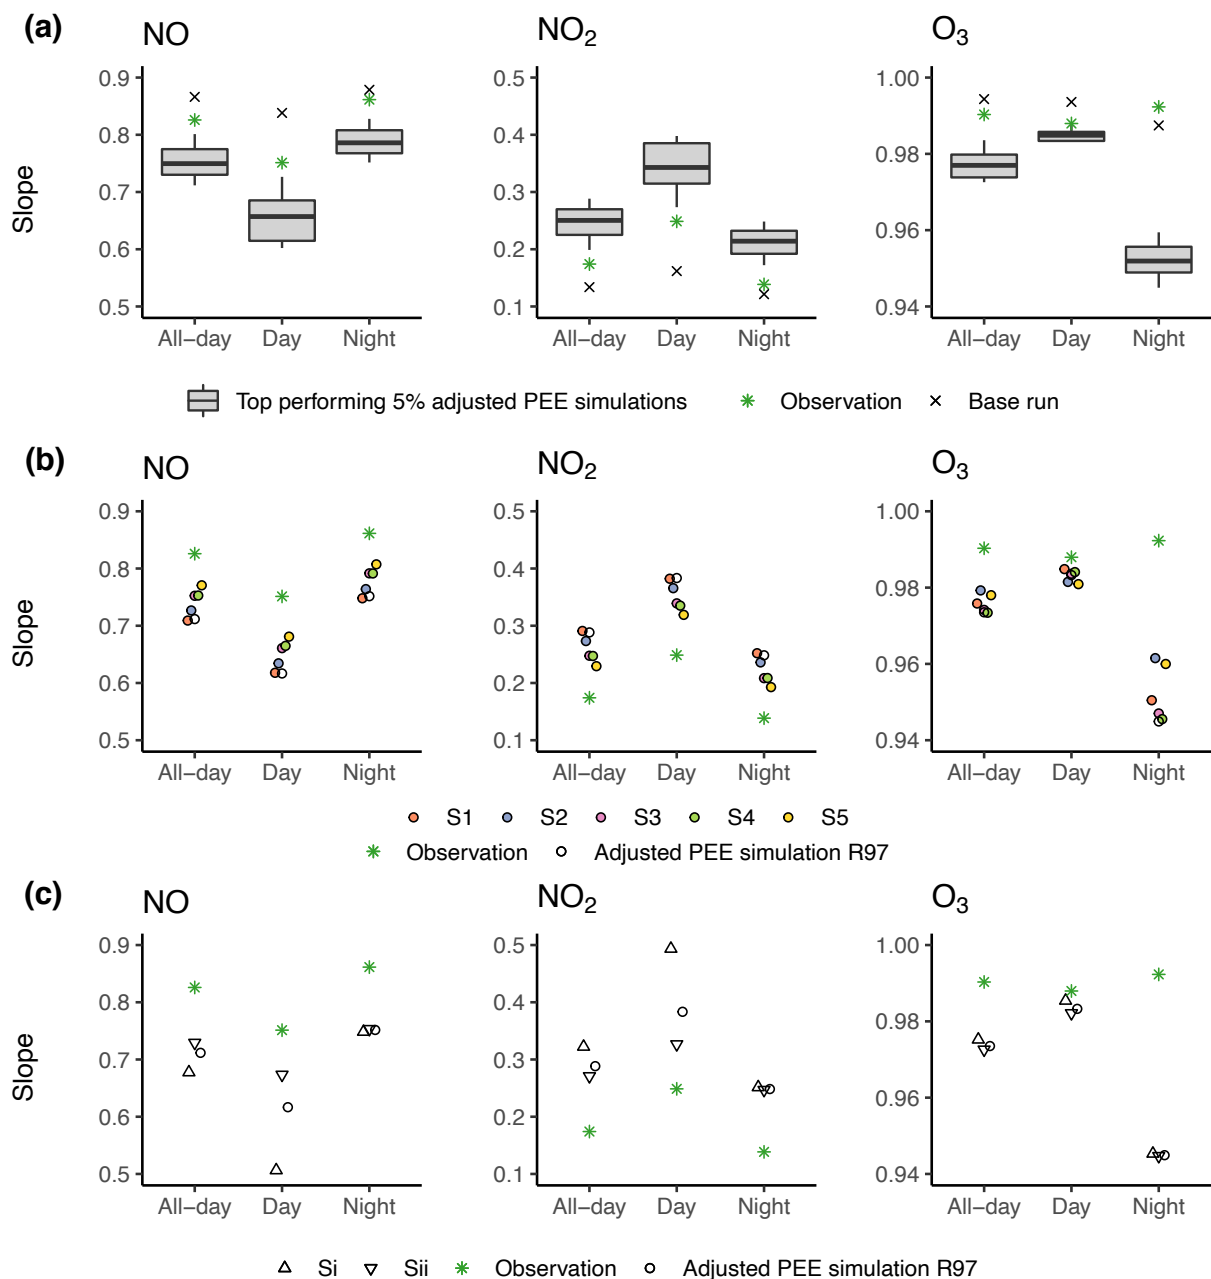 (a)
NO
NO2
O3
Slope
0.9
0.8
0.7
0.6
0.5
0.5
0.4
0.3
0.2
0.1
1.00
0.98
0.96
0.94
All−day Day Night
All−day Day Night
All−day Day Night
Top performing 5% adjusted PEE simulations Observation Base run
(b)
NO
NO2
O3
Slope
0.9
0.8
0.7
0.6
0.5
0.5
0.4
0.3
0.2
0.1
1.00
0.98
0.96
0.94
All−day Day Night
All−day Day Night
All−day Day Night
S1 S2 S3 S4 S5
Observation Adjusted PEE simulation R97
(c)
NO
NO2
O3
Slope
0.9
0.8
0.7
0.6
0.5
0.5
0.4
0.3
0.2
0.1
1.00
0.98
0.96
0.94
All−day Day Night
All−day Day Night
All−day Day Night
Si Sii Observation Adjusted PEE simulation R97